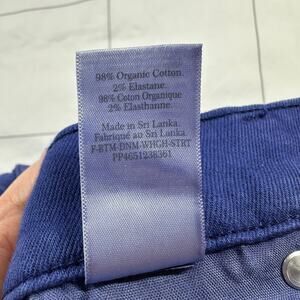 98% Organic Cotton.
2% Elastane.
98% Coton Organique
2% Elasthanne.
Made in Sri Lanka.
Fabriqué au Sri Lanka
F-BTM-DNM-WHGH-STRT
PP4651238361